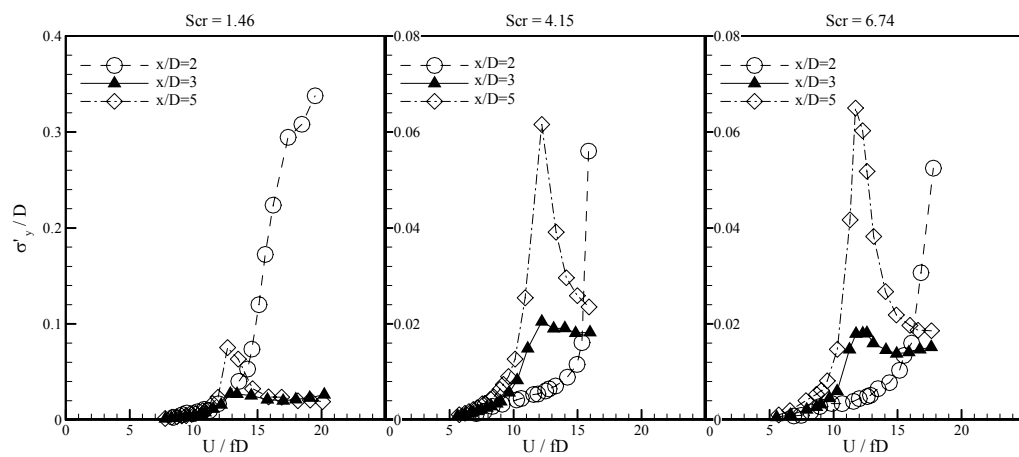 Scr = 1.46
Scr = 4.15
Scr = 6.74
σ'y / D
0.4
0.3
0.2
0.1
0
x/D=2
x/D=3
x/D=5
0 5 10 15 20
U / fD
0.08
0.06
0.04
0.02
0
x/D=2
x/D=3
x/D=5
5 10 15
U / fD
0.08
0.06
0.04
0.02
0
x/D=2
x/D=3
x/D=5
0 5 10 15
U / fD
0